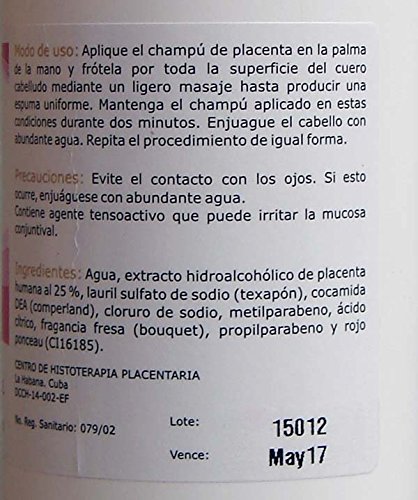 Modo de uso: Aplique el champú de placenta en la palma
de la mano y frótela por toda la superficie del cuero
cabelludo mediante un ligero masaje hasta producir una
espuma uniforme. Mantenga el champú aplicado en estas
condiciones durante dos minutos. Enjuague el cabello con
abundante agua. Repita el procedimiento de igual forma.
Precauciones: Evite el contacto con los ojos. Si esto
ocurre, enjuáguese con abundante agua.
Contiene agente tensoactivo que puede irritar la mucosa
conjuntival.
Ingredientes: Agua, extracto hidroalcohólico de placenta
humana al 25 %, lauril sulfato de sodio (texapón), cocamida
DEA (comperland), cloruro de sodio, metilparabeno, ácido
cítrico, fragancia fresa (bouquet), propilparabeno y rojo
ponceau (CI16185).
CENTRO DE HISTOTERAPIA PLACENTARIA
La Habana, Cuba
DCCH-14-002-EF
No. Reg. Sanitario: 079/02
Lote: 15012
Vence: May17